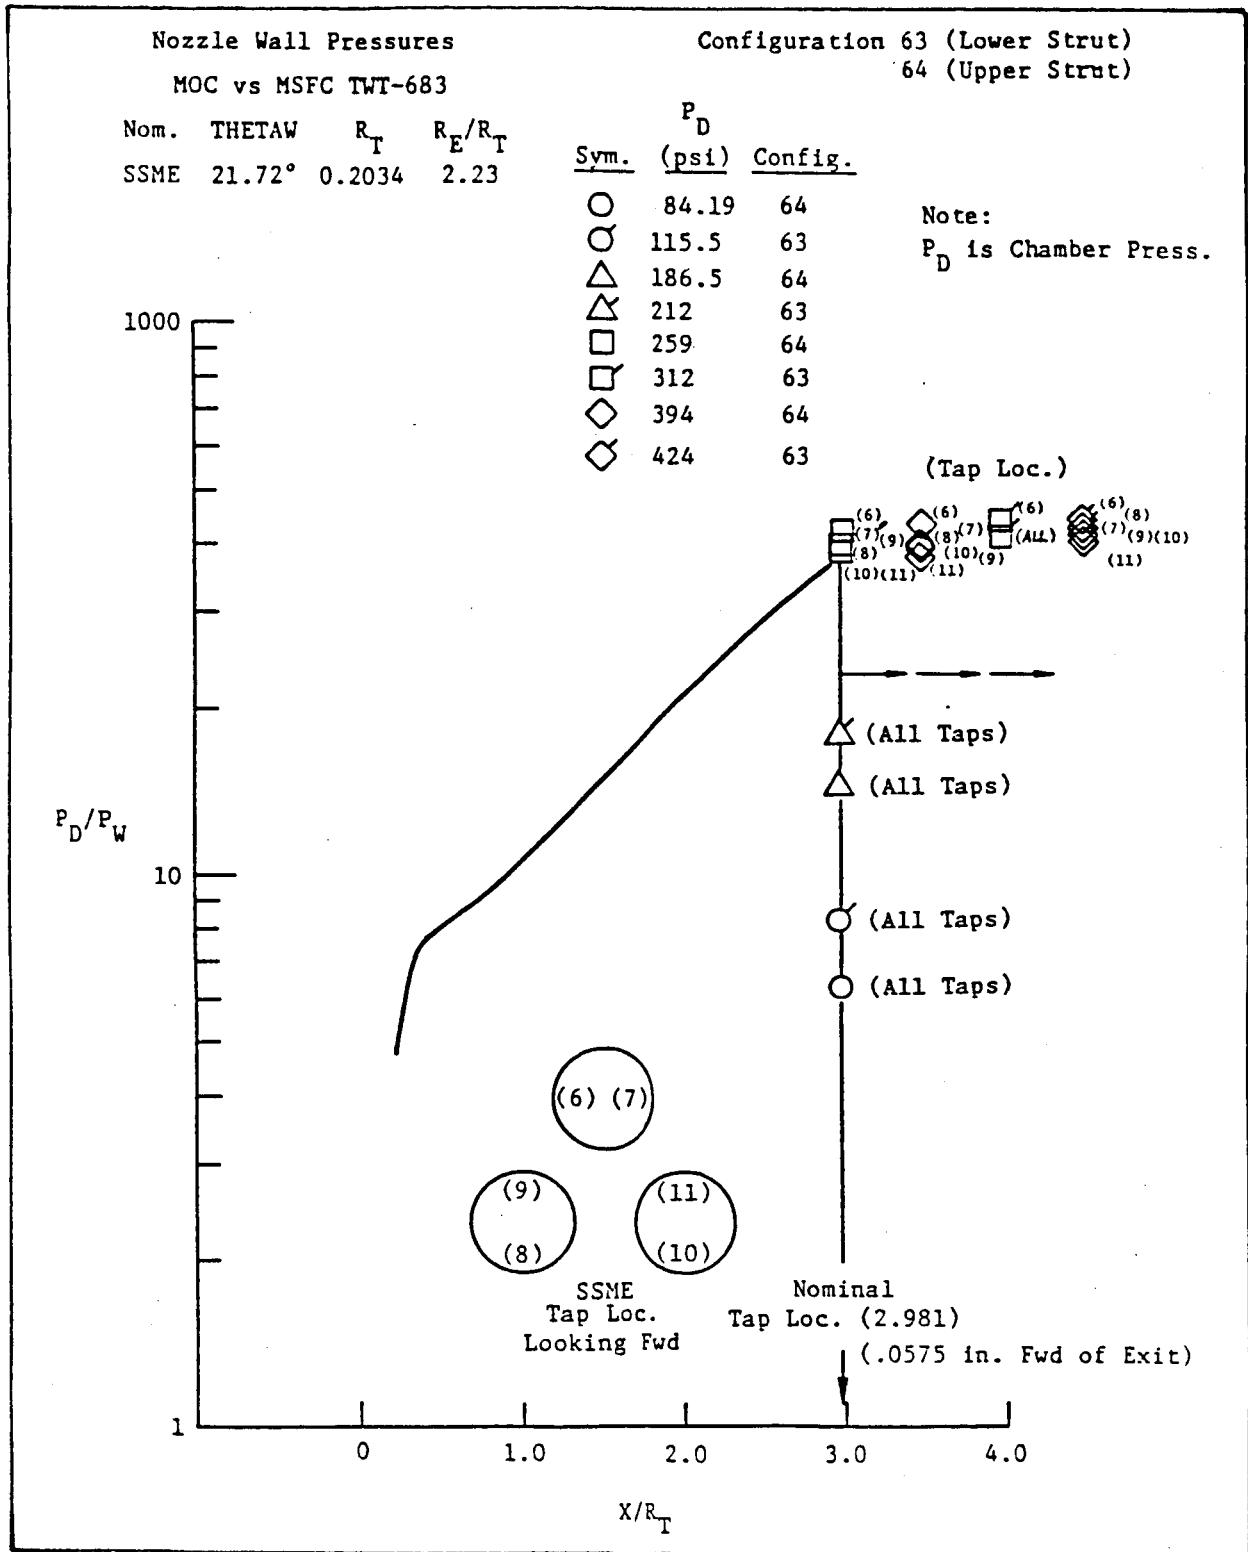 Nozzle Wall Pressures
MOC vs MSFC TWT-683
Configuration 63 (Lower Strut)
64 (Upper Strut)
Nom. THETAW R_T R_E/R_T
SSME 21.72° 0.2034 2.23
P_D
Sym. (psi) Config.
84.19 64
115.5 63
186.5 64
212 63
259 64
312 63
394 64
424 63
Note:
P_D is Chamber Press.
1000
(Tap Loc.)
(6) (6) (6) (6)
(8)
(7) (9) (8) (7) (ALL) (7) (9)(10)
(8) (10) (9)
(10)(11) (11) (11)
(All Taps)
(All Taps)
P_D/P_W
10
(All Taps)
(All Taps)
(6) (7)
(9) (11)
(8) (10)
SSME
Tap Loc.
Looking Fwd
Nominal
Tap Loc. (2.981)
(.0575 in. Fwd of Exit)
1
0 1.0 2.0 3.0 4.0
X/R_T